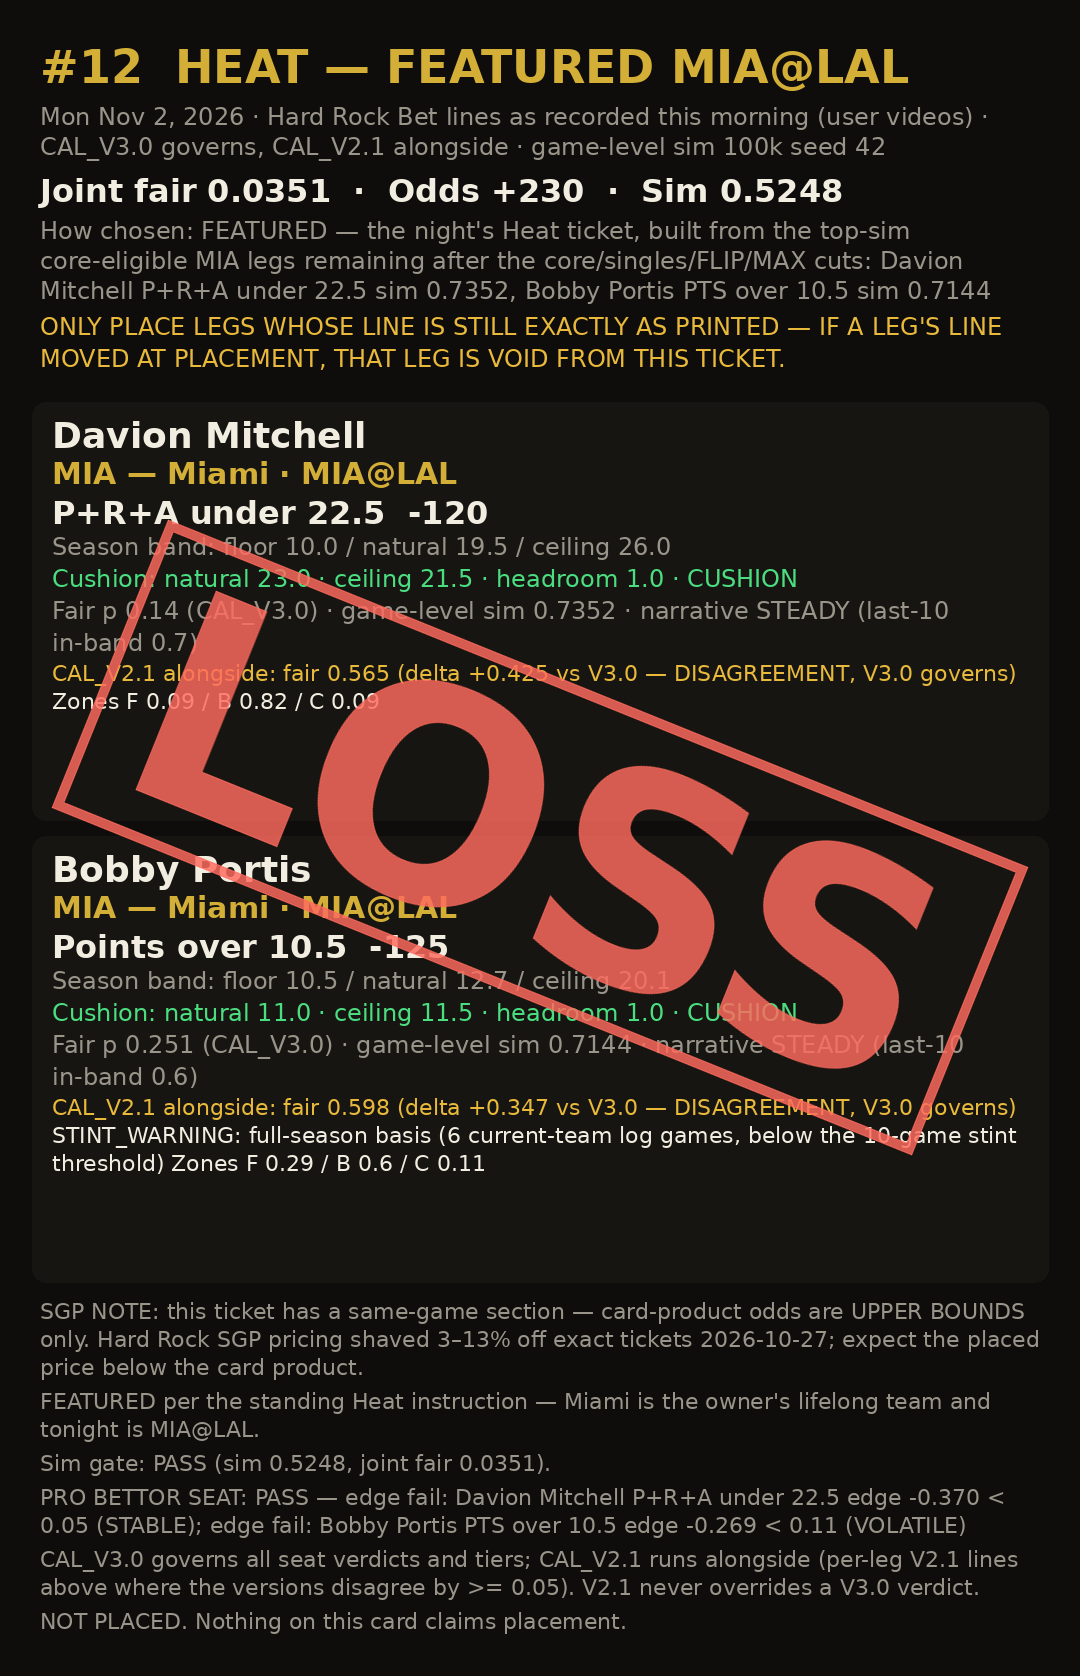 #12  HEAT — FEATURED MIA@LAL
Mon Nov 2, 2026 · Hard Rock Bet lines as recorded this morning (user videos) ·
CAL_V3.0 governs, CAL_V2.1 alongside · game-level sim 100k seed 42
Joint fair 0.0351  ·  Odds +230  ·  Sim 0.5248
How chosen: FEATURED — the night's Heat ticket, built from the top-sim
core-eligible MIA legs remaining after the core/singles/FLIP/MAX cuts: Davion
Mitchell P+R+A under 22.5 sim 0.7352, Bobby Portis PTS over 10.5 sim 0.7144
ONLY PLACE LEGS WHOSE LINE IS STILL EXACTLY AS PRINTED — IF A LEG'S LINE
MOVED AT PLACEMENT, THAT LEG IS VOID FROM THIS TICKET.
Davion Mitchell
MIA — Miami · MIA@LAL
P+R+A under 22.5  -120
Season band: floor 10.0 / natural 19.5 / ceiling 26.0
Cushion: natural 23.0 · ceiling 21.5 · headroom 1.0 · CUSHION
Fair p 0.14 (CAL_V3.0) · game-level sim 0.7352 · narrative STEADY (last-10
in-band 0.7)
CAL_V2.1 alongside: fair 0.565 (delta +0.425 vs V3.0 — DISAGREEMENT, V3.0 governs)
Zones F 0.09 / B 0.82 / C 0.09
LOSS
Bobby Portis
MIA — Miami · MIA@LAL
Points over 10.5  -125
Season band: floor 10.5 / natural 12.7 / ceiling 20.1
Cushion: natural 11.0 · ceiling 11.5 · headroom 1.0 · CUSHION
Fair p 0.251 (CAL_V3.0) · game-level sim 0.7144 · narrative STEADY (last-10
in-band 0.6)
CAL_V2.1 alongside: fair 0.598 (delta +0.347 vs V3.0 — DISAGREEMENT, V3.0 governs)
STINT_WARNING: full-season basis (6 current-team log games, below the 10-game stint
threshold) Zones F 0.29 / B 0.6 / C 0.11
SGP NOTE: this ticket has a same-game section — card-product odds are UPPER BOUNDS
only. Hard Rock SGP pricing shaved 3–13% off exact tickets 2026-10-27; expect the placed
price below the card product.
FEATURED per the standing Heat instruction — Miami is the owner's lifelong team and
tonight is MIA@LAL.
Sim gate: PASS (sim 0.5248, joint fair 0.0351).
PRO BETTOR SEAT: PASS — edge fail: Davion Mitchell P+R+A under 22.5 edge -0.370 <
0.05 (STABLE); edge fail: Bobby Portis PTS over 10.5 edge -0.269 < 0.11 (VOLATILE)
CAL_V3.0 governs all seat verdicts and tiers; CAL_V2.1 runs alongside (per-leg V2.1 lines
above where the versions disagree by >= 0.05). V2.1 never overrides a V3.0 verdict.
NOT PLACED. Nothing on this card claims placement.